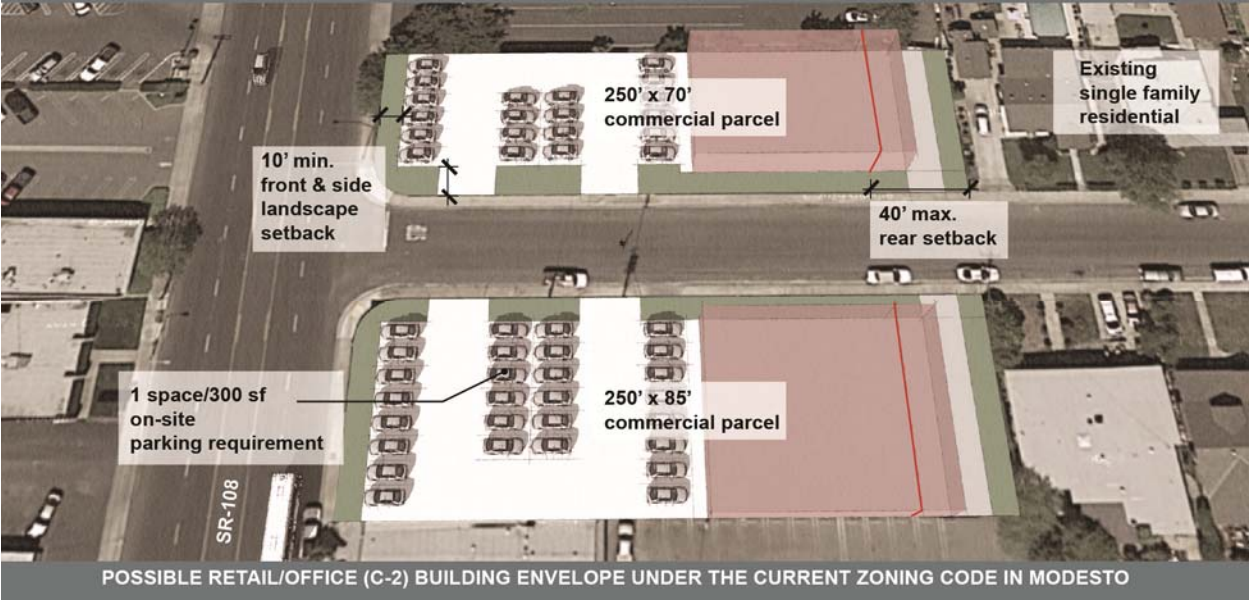 250’ x 70’
commercial parcel
Existing
single family
residential
10’ min.
front & side
landscape
setback
40’ max.
rear setback
1 space/300 sf
on-site
parking requirement
250’ x 85’
commercial parcel
SR-108
POSSIBLE RETAIL/OFFICE (C-2) BUILDING ENVELOPE UNDER THE CURRENT ZONING CODE IN MODESTO